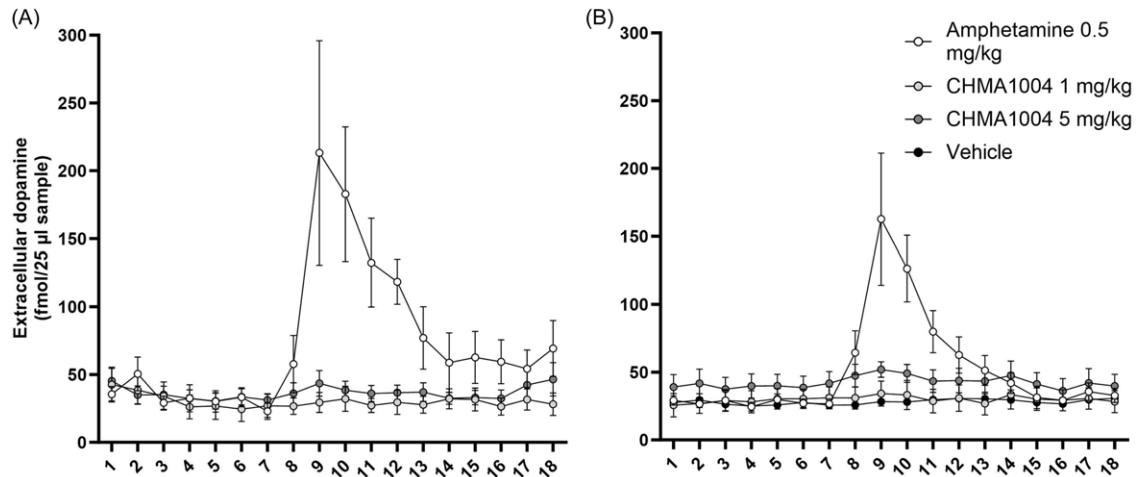 (A)
Extracellular dopamine
(fmol/25 µl sample)
300
250
200
150
100
50
0
1 2 3 4 5 6 7 8 9 10 11 12 13 14 15 16 17 18
(B)
300
250
200
150
100
50
0
1 2 3 4 5 6 7 8 9 10 11 12 13 14 15 16 17 18
Amphetamine 0.5
mg/kg
CHMA1004 1 mg/kg
CHMA1004 5 mg/kg
Vehicle